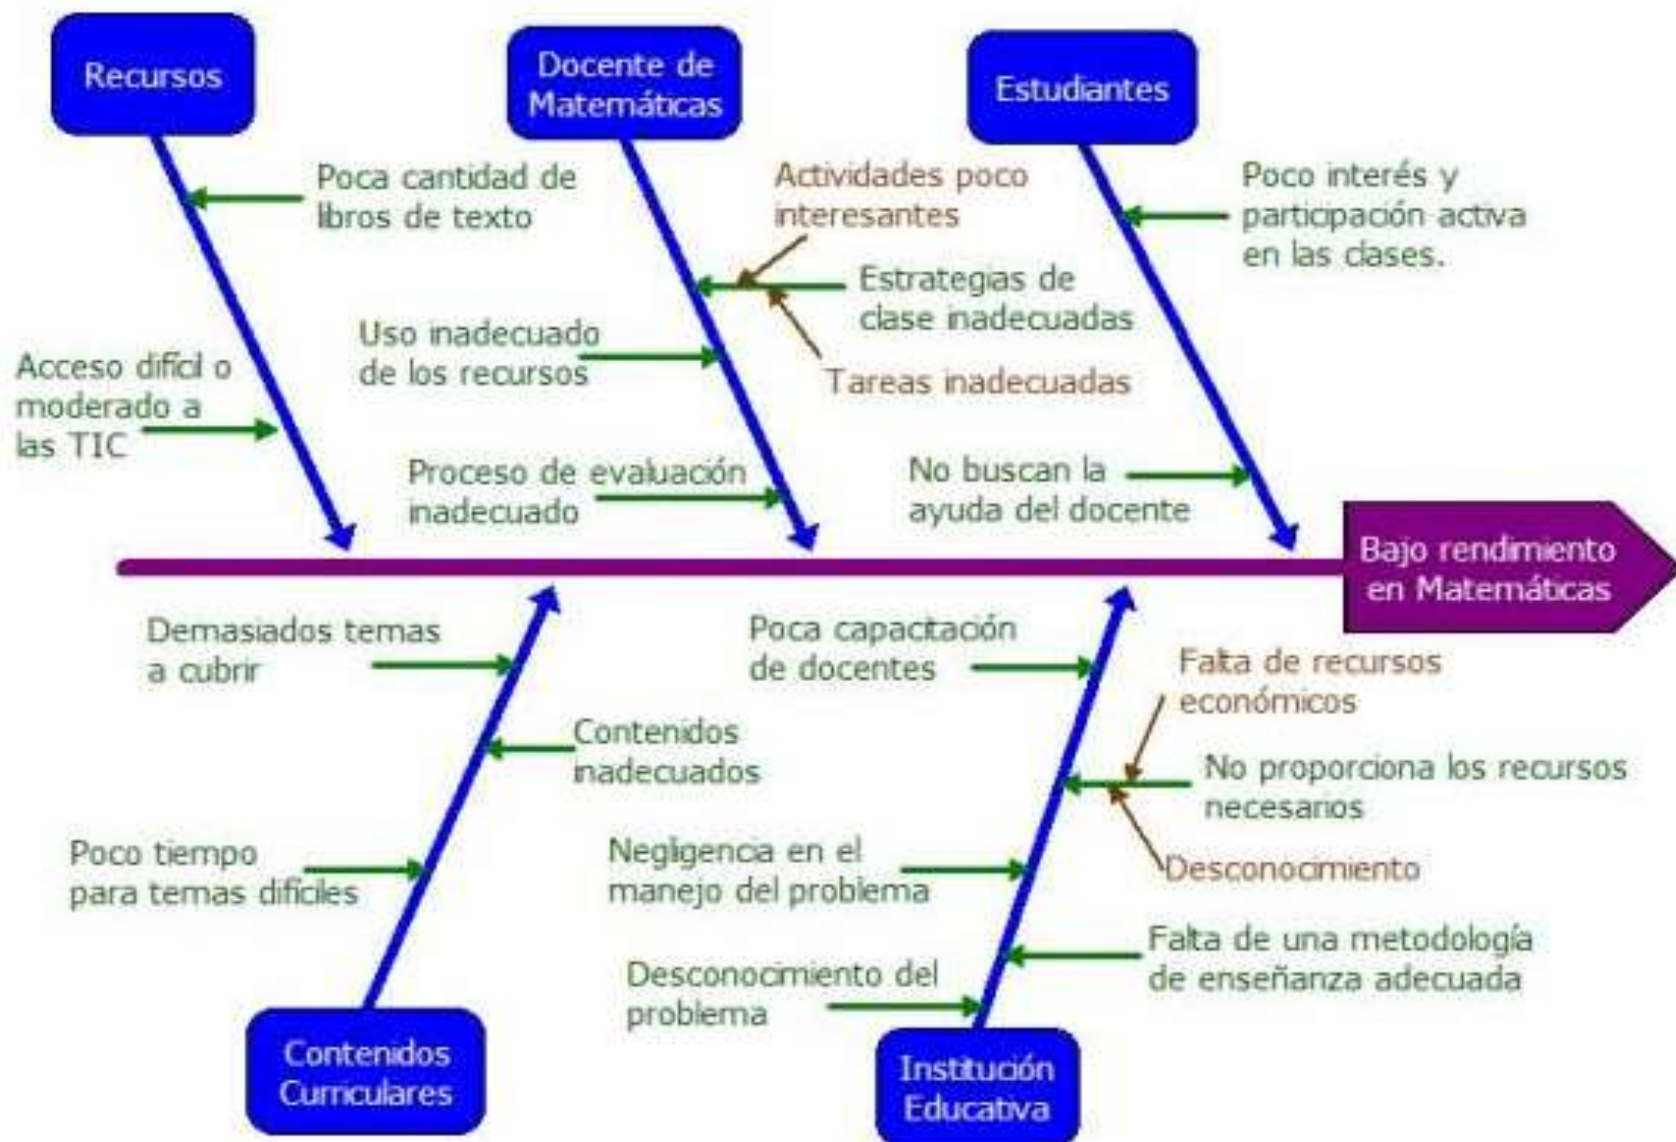 Recursos
Docente de
Matemáticas
Estudiantes
Poca cantidad de
libros de texto
Actividades poco
interesantes
Poco interés y
participación activa
en las clases.
Estrategias de
clase inadecuadas
Uso inadecuado
de los recursos
Tareas inadecuadas
Acceso difícil o
moderado a
las TIC
Proceso de evaluación
inadecuado
No buscan la
ayuda del docente
Bajo rendimiento
en Matemáticas
Demasiados temas
a cubrir
Poca capacitación
de docentes
Falta de recursos
económicos
Contenidos
inadecuados
No proporciona los recursos
necesarios
Poco tiempo
para temas difíciles
Negligencia en el
manejo del problema
Desconocimiento
Falta de una metodología
de enseñanza adecuada
Desconocimiento del
problema
Contenidos
Curriculares
Institución
Educativa